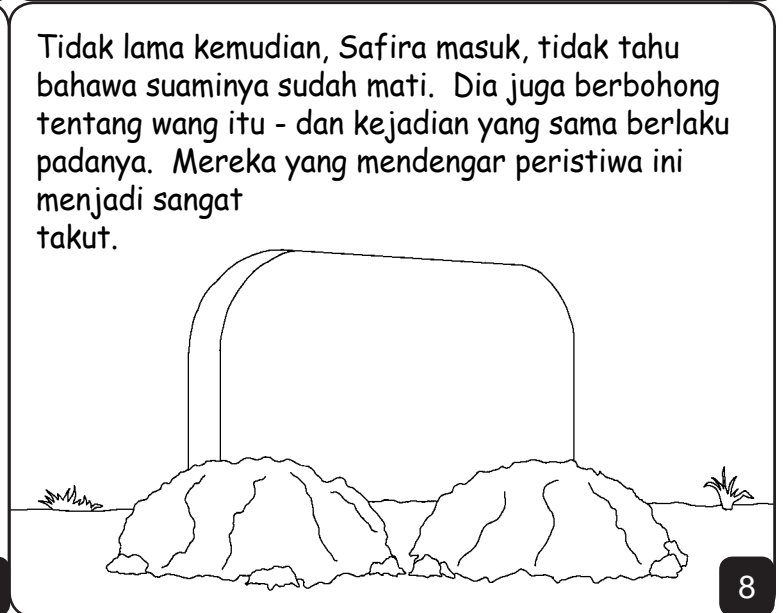 Tidak lama kemudian, Safira masuk, tidak tahu
bahawa suaminya sudah mati.  Dia juga berbohong
tentang wang itu - dan kejadian yang sama berlaku
padanya.  Mereka yang mendengar peristiwa ini
menjadi sangat
takut.
8